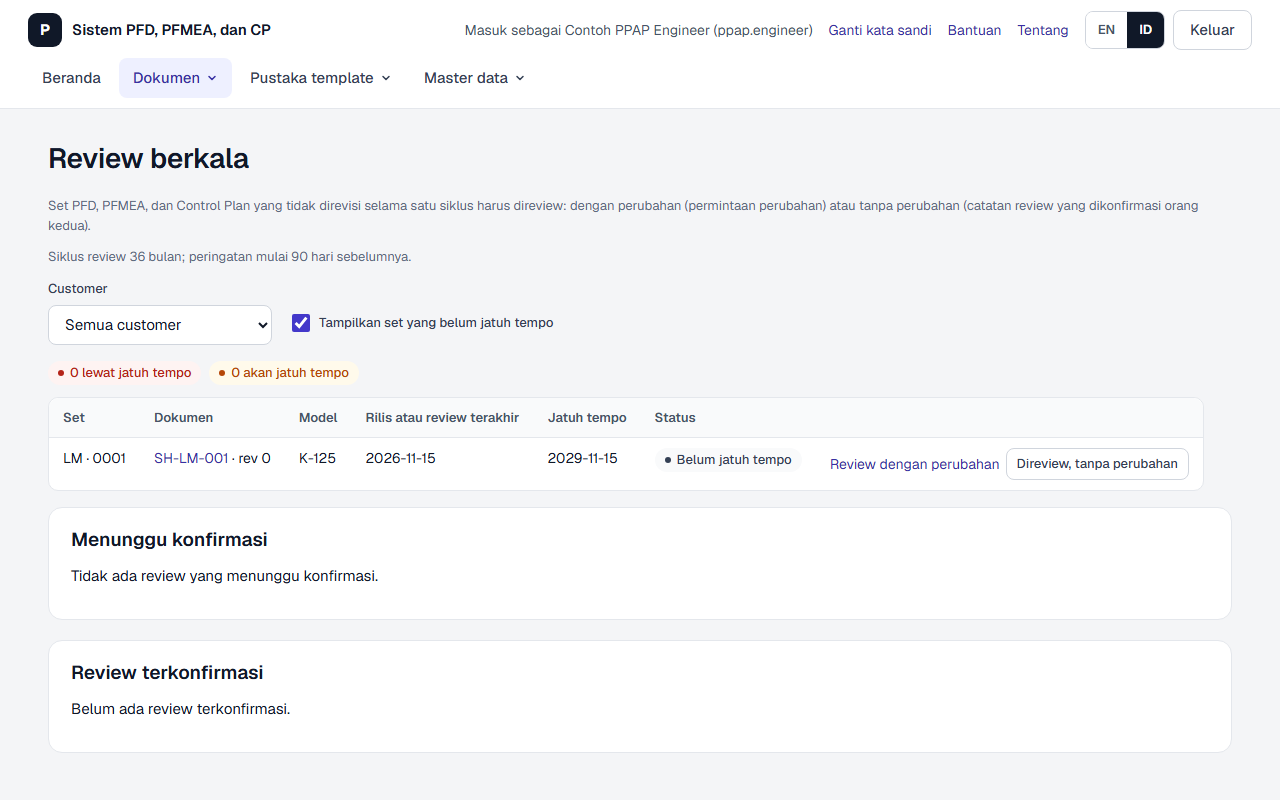 P
Sistem PFD, PFMEA, dan CP
Masuk sebagai Contoh PPAP Engineer (ppap.engineer)
Ganti kata sandi
Bantuan
Tentang
EN
ID
Keluar
Beranda
Dokumen
Pustaka template
Master data
Review berkala
Set PFD, PFMEA, dan Control Plan yang tidak direvisi selama satu siklus harus direview: dengan perubahan (permintaan perubahan) atau tanpa perubahan (catatan review yang dikonfirmasi orang
kedua).
Siklus review 36 bulan; peringatan mulai 90 hari sebelumnya.
Customer
Semua customer
Tampilkan set yang belum jatuh tempo
0 lewat jatuh tempo
0 akan jatuh tempo
Set Dokumen Model Rilis atau review terakhir Jatuh tempo Status
LM · 0001 SH-LM-001 · rev 0 K-125 2026-11-15 2029-11-15 Belum jatuh tempo Review dengan perubahan Direview, tanpa perubahan
Menunggu konfirmasi
Tidak ada review yang menunggu konfirmasi.
Review terkonfirmasi
Belum ada review terkonfirmasi.